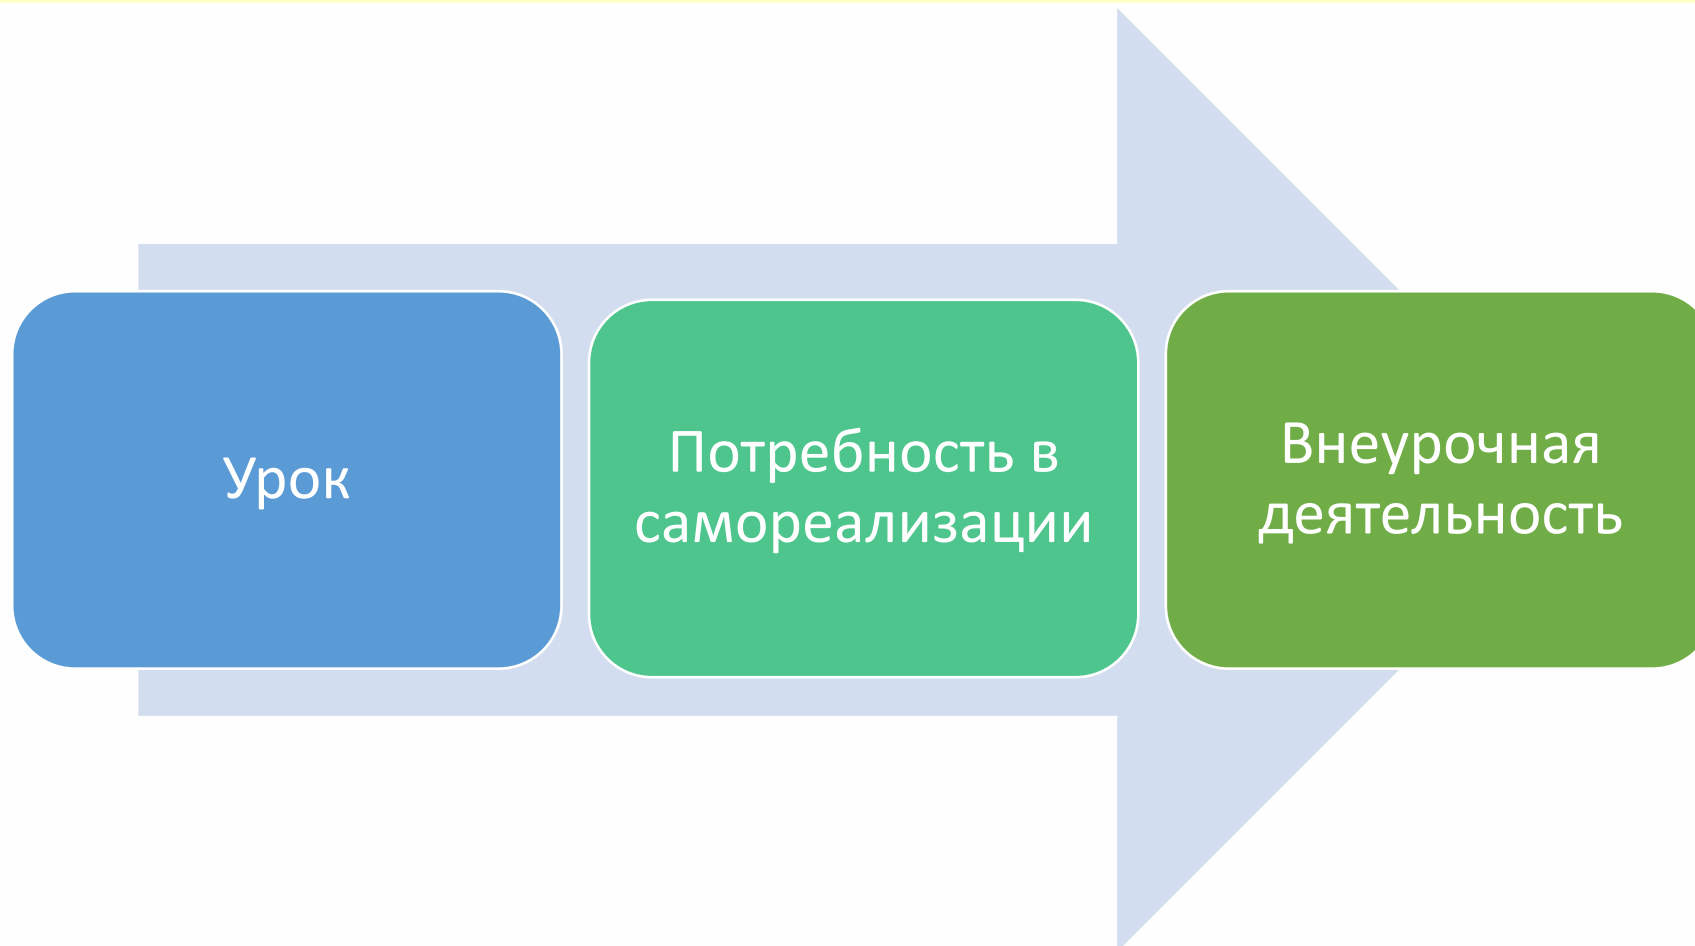 Урок
Потребность в
самореализации
Внеурочная
деятельность